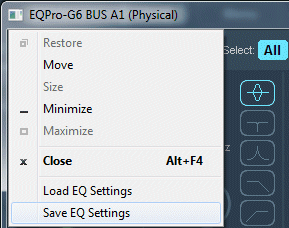 EQPro-G6 BUS A1 (Physical)
Restore
Select: All
Move
Size
Minimize
Maximize
Close Alt+F4
Load EQ Settings
Save EQ Settings